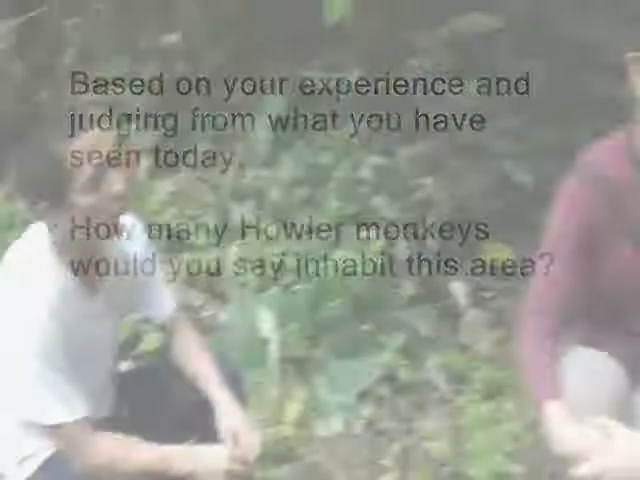 Based on your experience and
judging from what you have
seen today,
How many Howler monkeys
would you say inhabit this area?